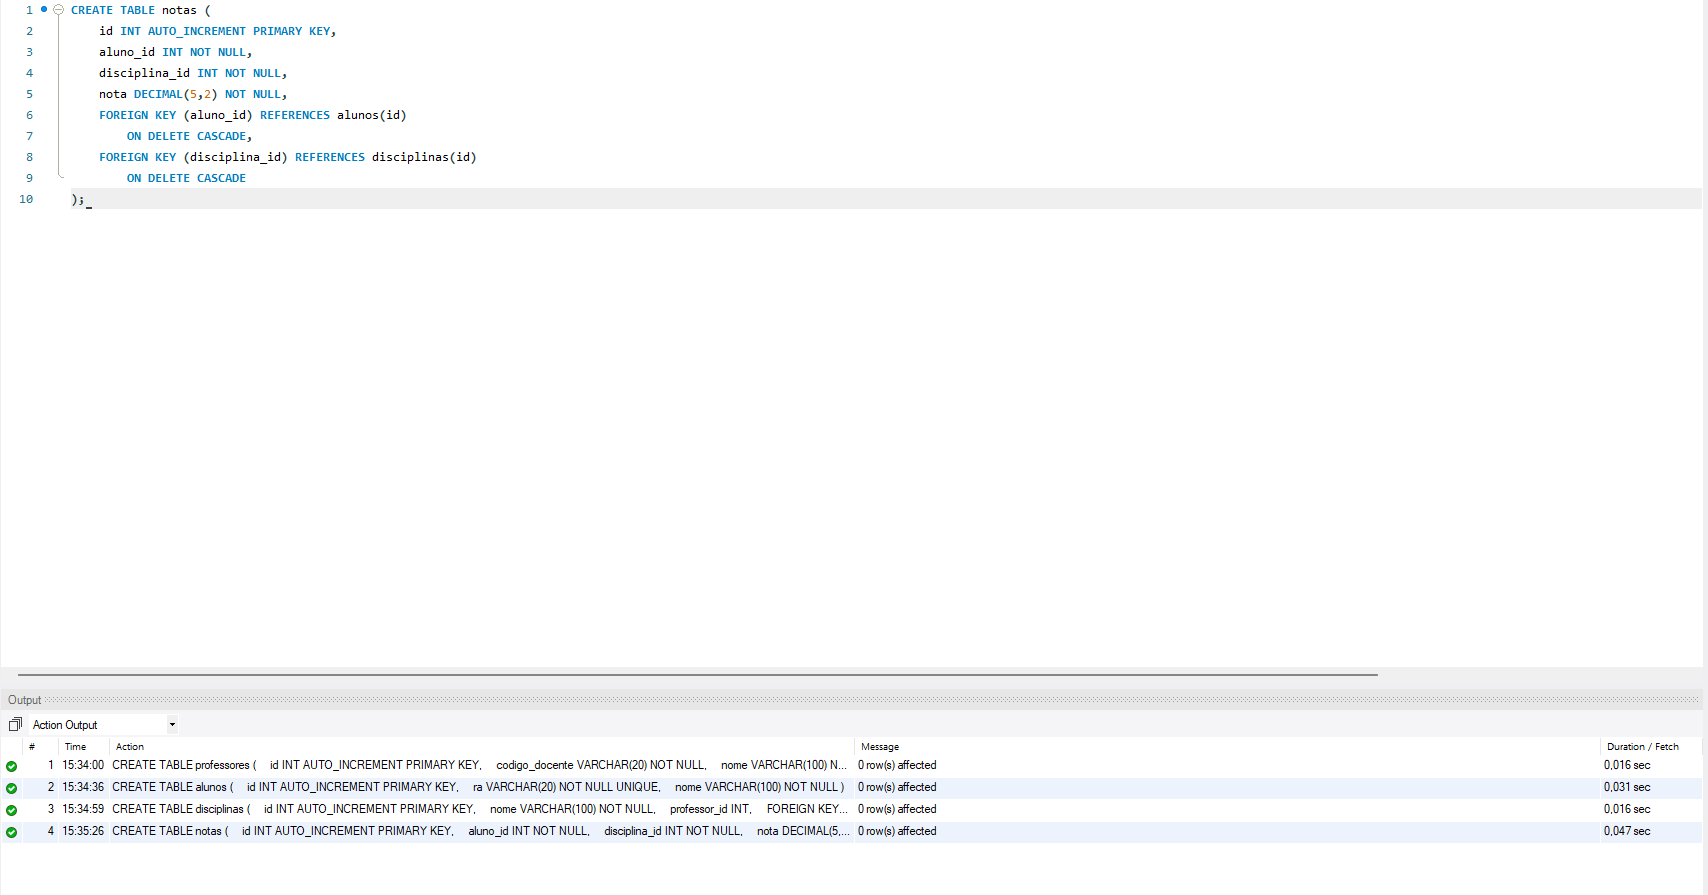 1 CREATE TABLE notas (
2 id INT AUTO_INCREMENT PRIMARY KEY,
3 aluno_id INT NOT NULL,
4 disciplina_id INT NOT NULL,
5 nota DECIMAL(5,2) NOT NULL,
6 FOREIGN KEY (aluno_id) REFERENCES alunos(id)
7 ON DELETE CASCADE,
8 FOREIGN KEY (disciplina_id) REFERENCES disciplinas(id)
9 ON DELETE CASCADE
10 );
Output
Action Output
# Time Action Message Duration / Fetch
1 15:34:00 CREATE TABLE professores ( id INT AUTO_INCREMENT PRIMARY KEY, codigo_docente VARCHAR(20) NOT NULL, nome VARCHAR(100) N... 0 row(s) affected 0,016 sec
2 15:34:36 CREATE TABLE alunos ( id INT AUTO_INCREMENT PRIMARY KEY, ra VARCHAR(20) NOT NULL UNIQUE, nome VARCHAR(100) NOT NULL ) 0 row(s) affected 0,031 sec
3 15:34:59 CREATE TABLE disciplinas ( id INT AUTO_INCREMENT PRIMARY KEY, nome VARCHAR(100) NOT NULL, professor_id INT, FOREIGN KEY... 0 row(s) affected 0,016 sec
4 15:35:26 CREATE TABLE notas ( id INT AUTO_INCREMENT PRIMARY KEY, aluno_id INT NOT NULL, disciplina_id INT NOT NULL, nota DECIMAL(5,... 0 row(s) affected 0,047 sec